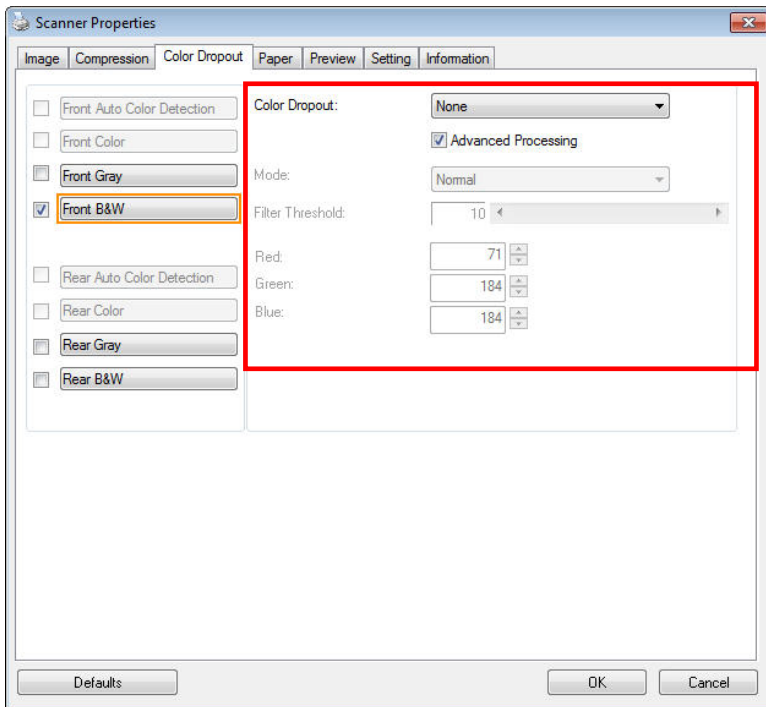 Scanner Properties
Image Compression Color Dropout Paper Preview Setting Information
Front Auto Color Detection
Front Color
Front Gray
Front B&W
Rear Auto Color Detection
Rear Color
Rear Gray
Rear B&W
Color Dropout: None
Advanced Processing
Mode: Normal
Filter Threshold: 10
Red: 71
Green: 184
Blue: 184
Defaults OK Cancel